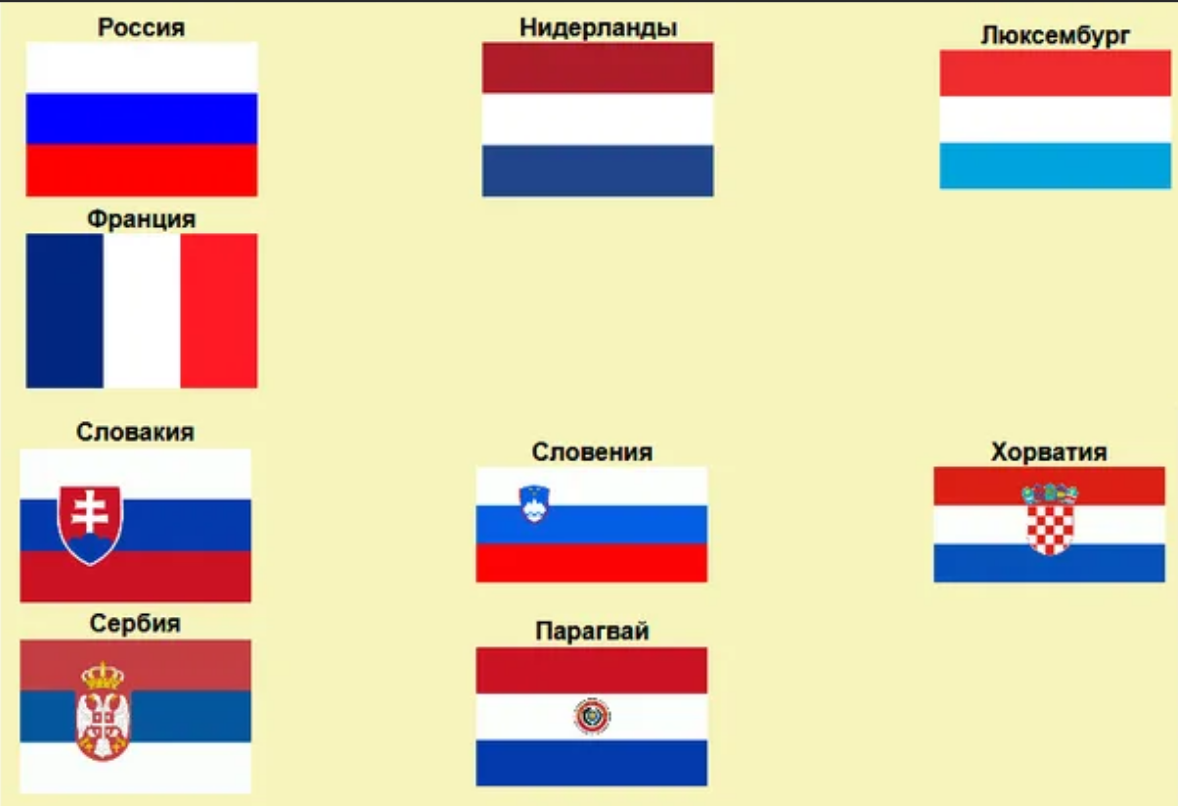 Россия
Нидерланды
Люксембург
Франция
Словакия
Словения
Хорватия
Сербия
Парагвай